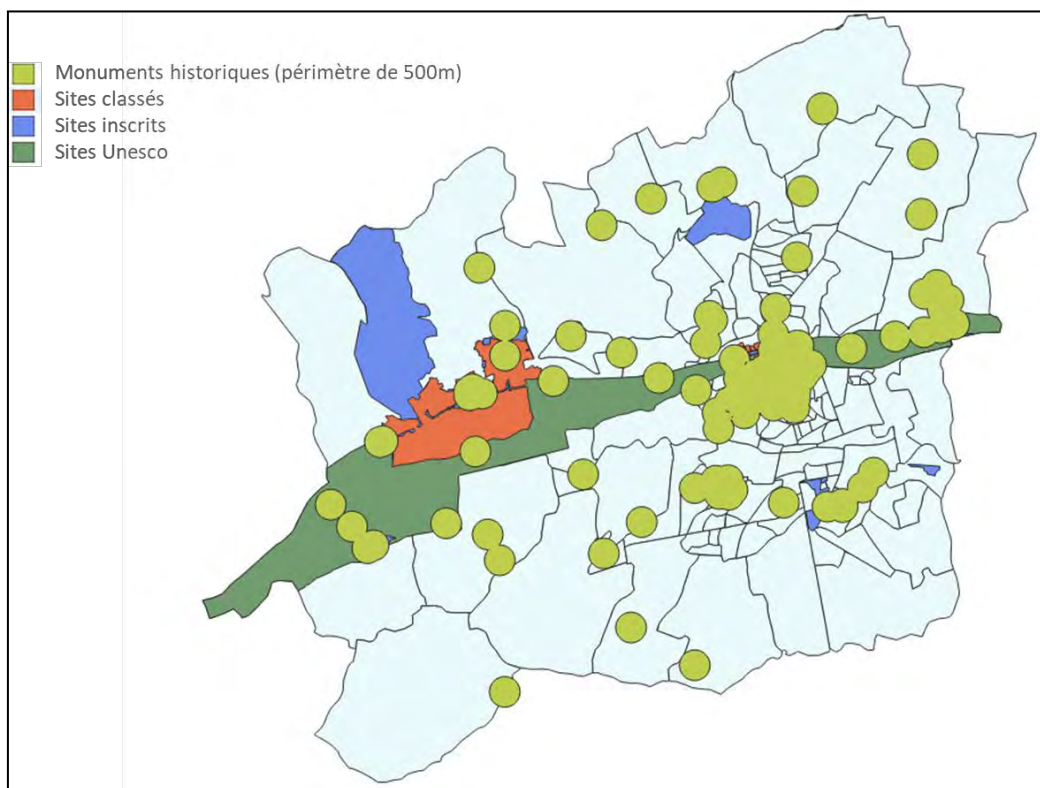 Monuments historiques (périmètre de 500m)
Sites classés
Sites inscrits
Sites Unesco